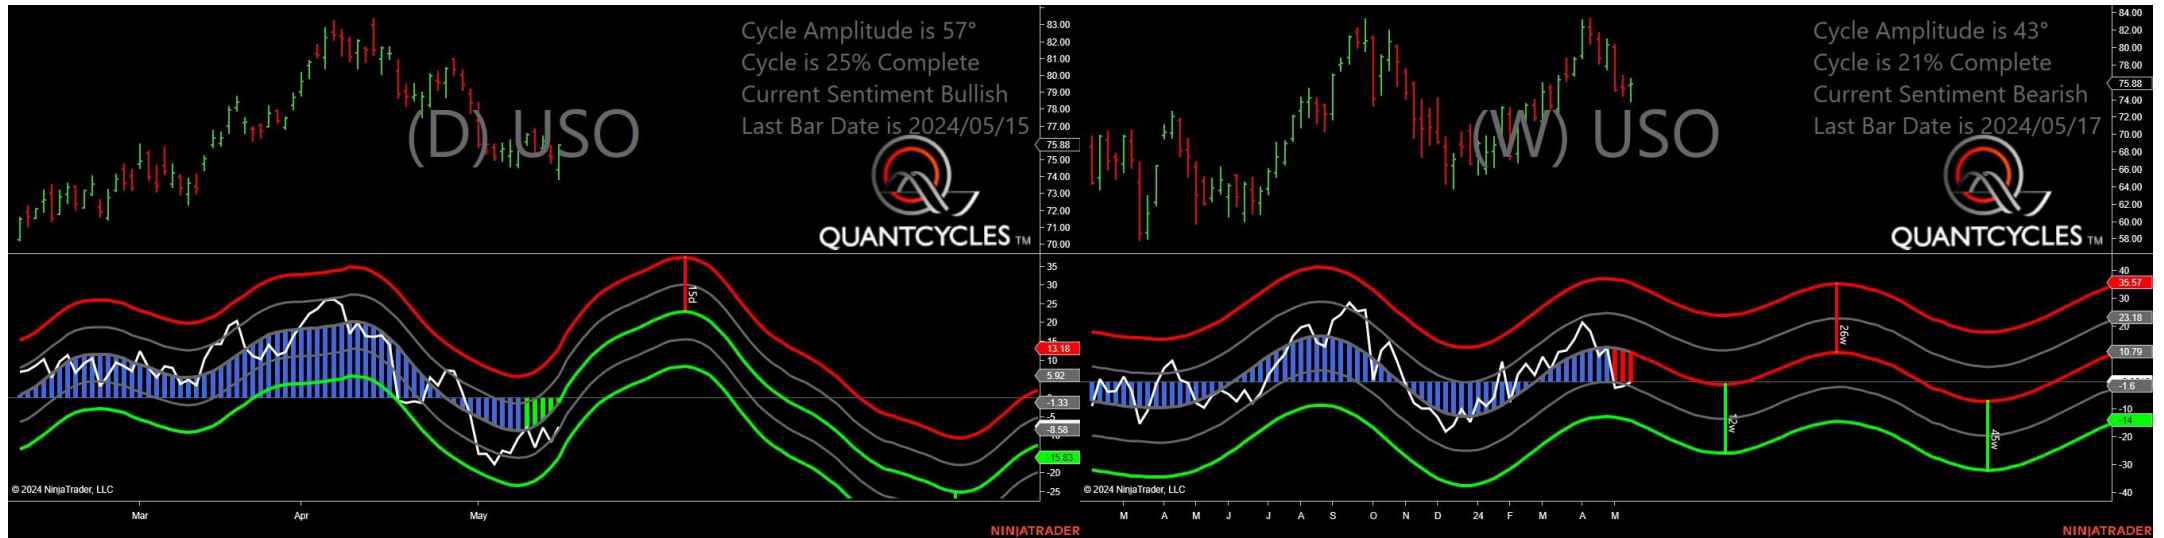 Cycle Amplitude is 57°
Cycle is 25% Complete
Current Sentiment Bullish
Last Bar Date is 2024/05/15
(D) USO
QUANTCYCLES TM
83.00
82.00
81.00
80.00
79.00
78.00
77.00
75.88
75.00
74.00
73.00
72.00
71.00
70.00
35
30
25
20
15
13.18
10
5.92
-1.33
-5
-8.58
-15.83
-20
-25
15d
© 2024 NinjaTrader, LLC
Mar
Apr
May
NINJATRADER
Cycle Amplitude is 43°
Cycle is 21% Complete
Current Sentiment Bearish
Last Bar Date is 2024/05/17
(W) USO
QUANTCYCLES TM
84.00
82.00
80.00
78.00
75.88
74.00
72.00
70.00
68.00
66.00
64.00
62.00
60.00
58.00
40
35.57
30
23.18
20
10.79
-1.6
-10
-14
-20
-30
-40
26w
12w
45w
© 2024 NinjaTrader, LLC
M A M J J A S O N D 24 F M A M
NINJATRADER